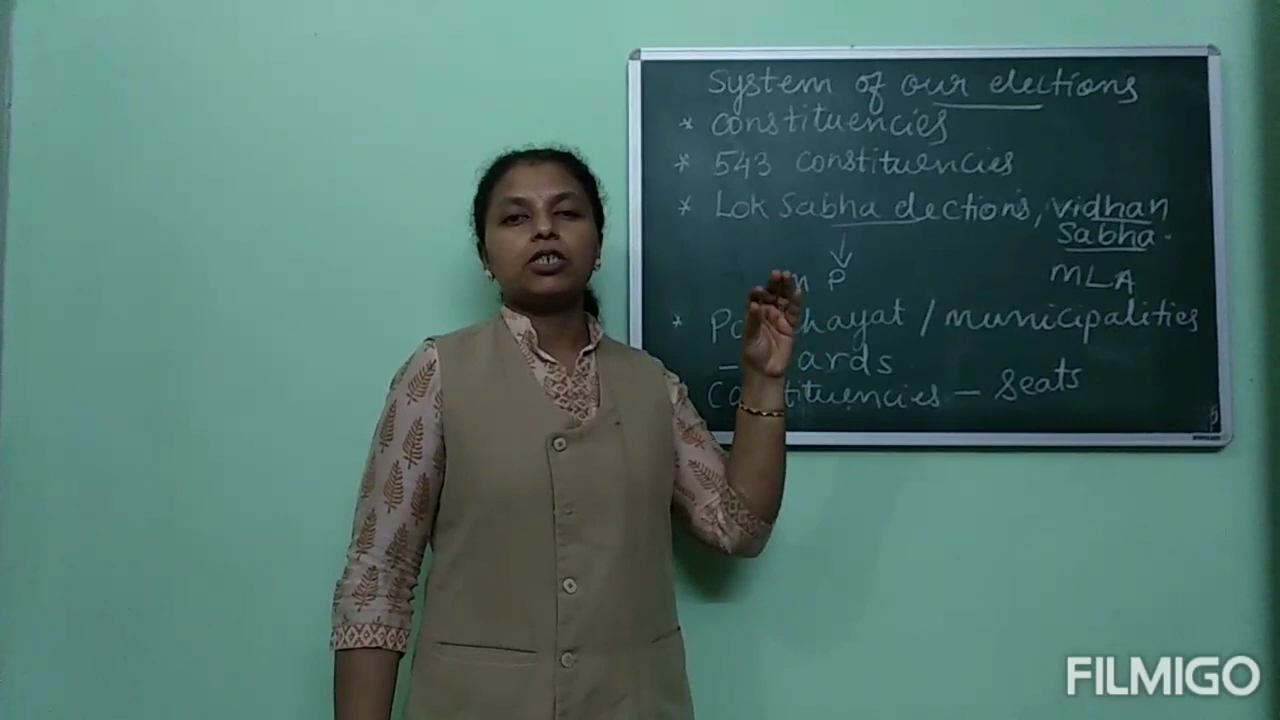 System of our elections
* constituencies
* 543 constituencies
* Lok Sabha elections, vidhan
Sabha.
↓
P
MLA
* / municipalities
-
- Seats
FILMIGO